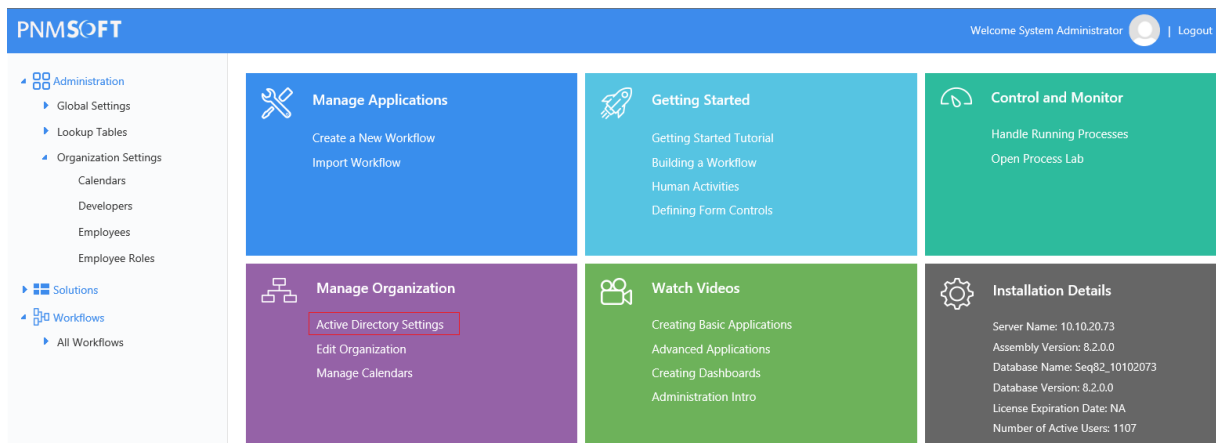 PNMSOFT
Welcome System Administrator | Logout
Administration
Global Settings
Lookup Tables
Organization Settings
Calendars
Developers
Employees
Employee Roles
Solutions
Workflows
All Workflows
Manage Applications
Create a New Workflow
Import Workflow
Getting Started
Getting Started Tutorial
Building a Workflow
Human Activities
Defining Form Controls
Control and Monitor
Handle Running Processes
Open Process Lab
Manage Organization
Active Directory Settings
Edit Organization
Manage Calendars
Watch Videos
Creating Basic Applications
Advanced Applications
Creating Dashboards
Administration Intro
Installation Details
Server Name: 10.10.20.73
Assembly Version: 8.2.0.0
Database Name: Seq82_10102073
Database Version: 8.2.0.0
License Expiration Date: NA
Number of Active Users: 1107